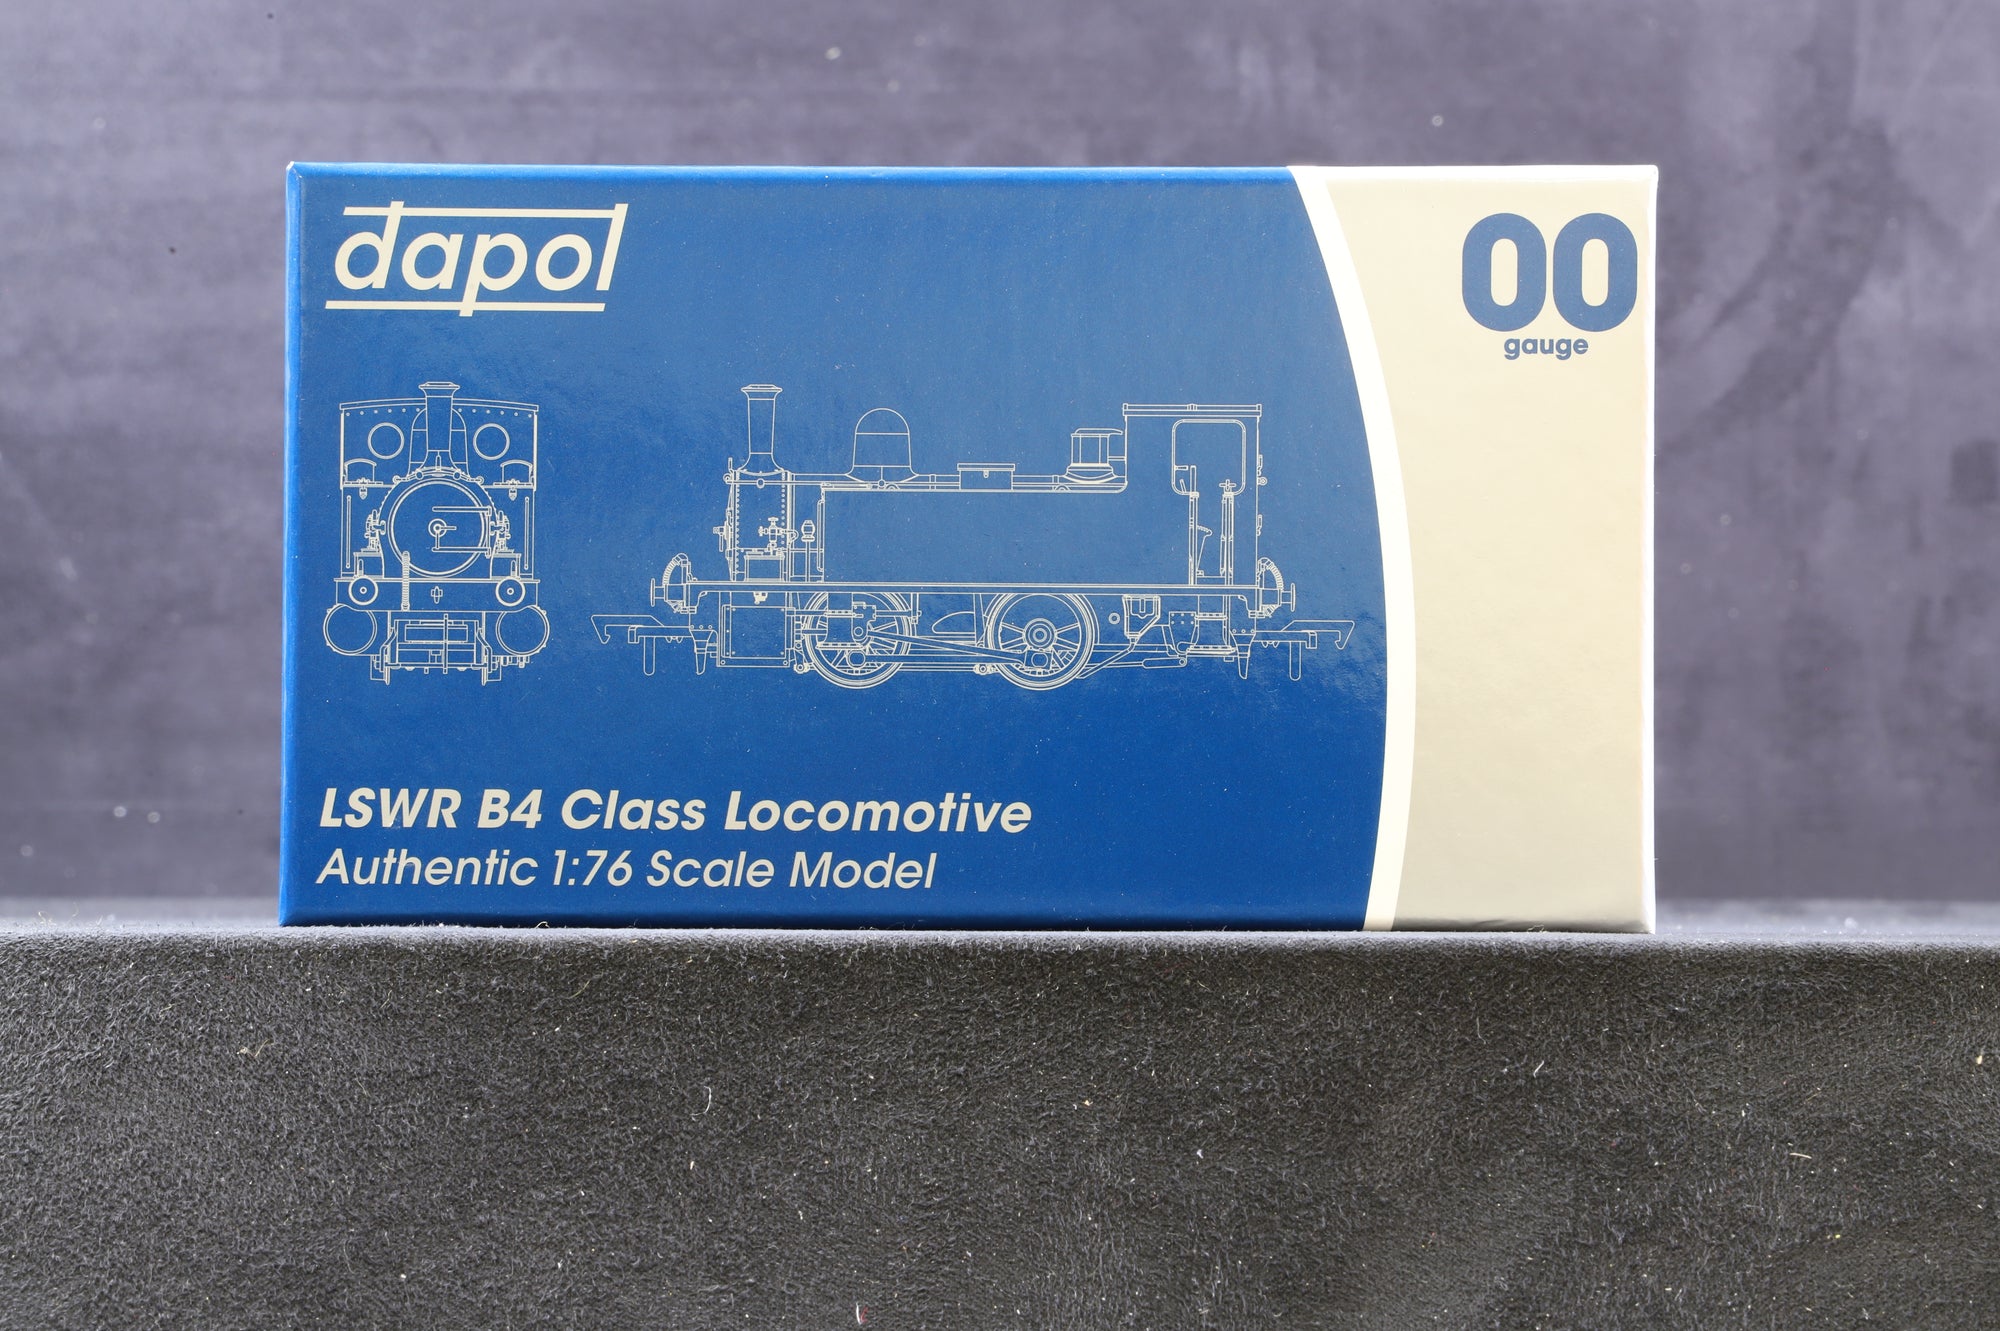 dapol
00
gauge
LSWR B4 Class Locomotive
Authentic 1:76 Scale Model